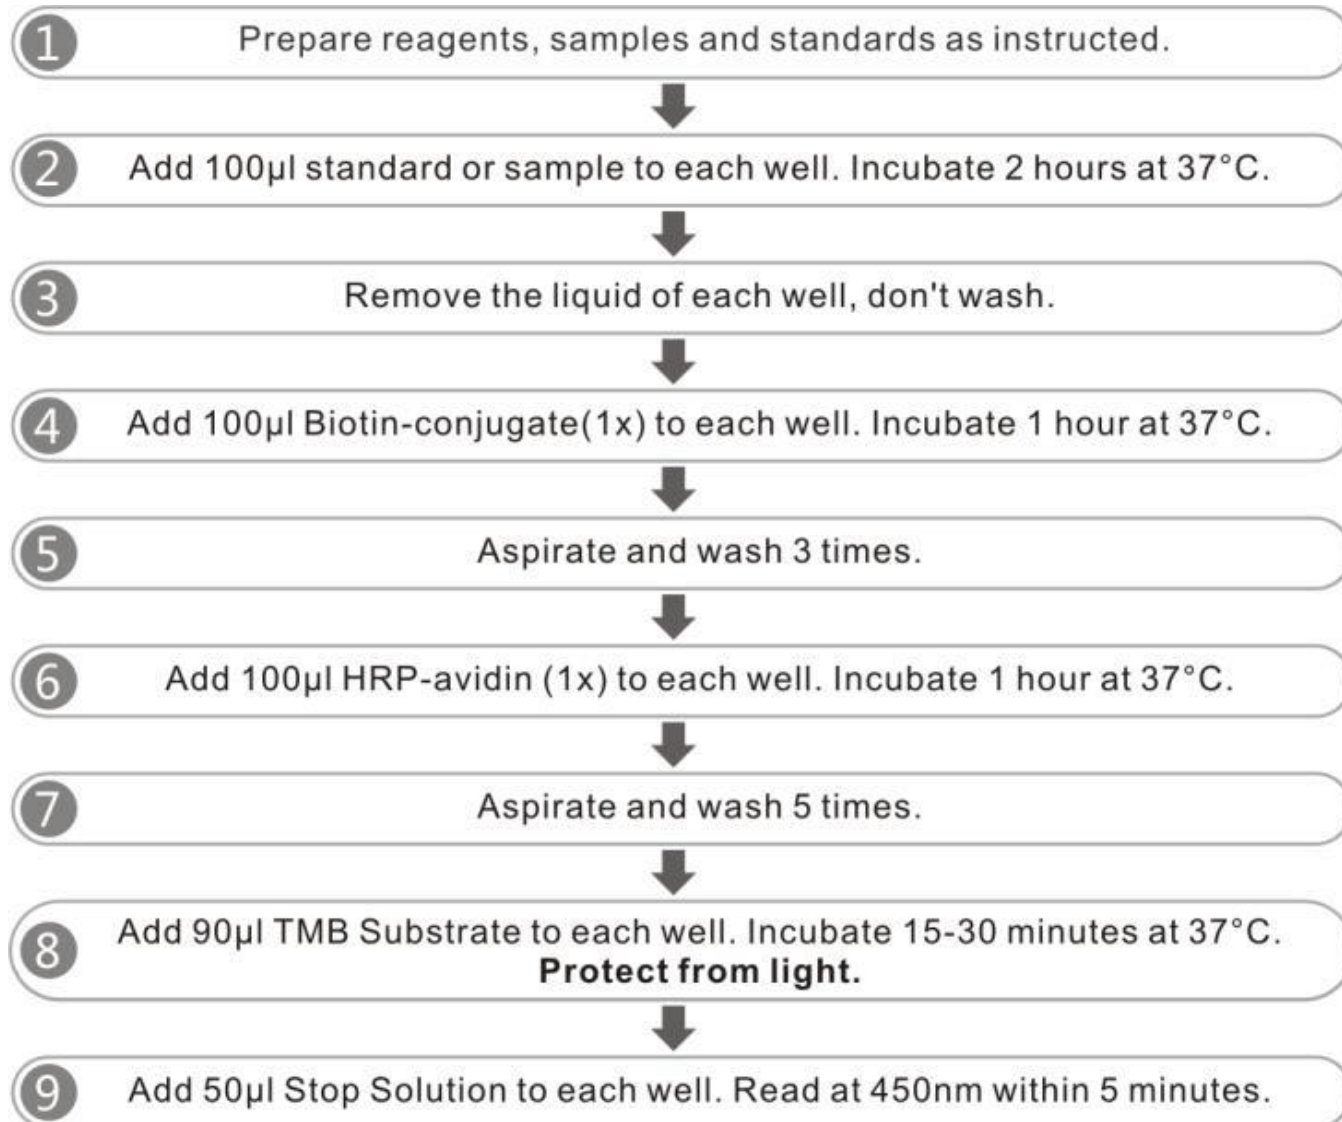 1 Prepare reagents, samples and standards as instructed.
2 Add 100µl standard or sample to each well. Incubate 2 hours at 37°C.
3 Remove the liquid of each well, don't wash.
4 Add 100µl Biotin-conjugate(1x) to each well. Incubate 1 hour at 37°C.
5 Aspirate and wash 3 times.
6 Add 100µl HRP-avidin (1x) to each well. Incubate 1 hour at 37°C.
7 Aspirate and wash 5 times.
8 Add 90µl TMB Substrate to each well. Incubate 15-30 minutes at 37°C.
Protect from light.
9 Add 50µl Stop Solution to each well. Read at 450nm within 5 minutes.